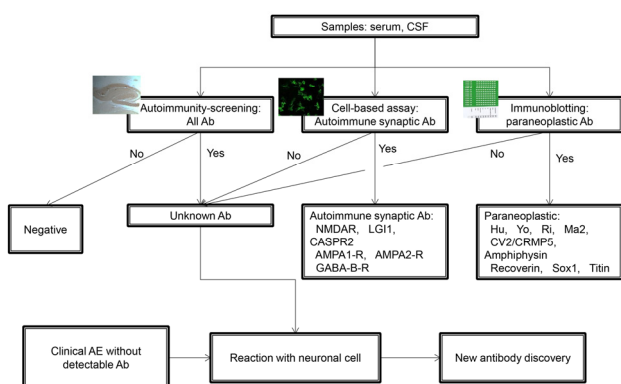 Samples: serum, CSF
Autoimmunity-screening:
All Ab
Cell-based assay:
Autoimmune synaptic Ab
Immunoblotting:
paraneoplastic Ab
No
Yes
No
Yes
No
Yes
Negative
Unknown Ab
Autoimmune synaptic Ab:
NMDAR, LGI1,
CASPR2
AMPA1-R, AMPA2-R
GABA-B-R
Paraneoplastic:
Hu, Yo, Ri, Ma2,
CV2/CRMP5,
Amphiphysin
Recoverin, Sox1, Titin
Clinical AE without
detectable Ab
Reaction with neuronal cell
New antibody discovery